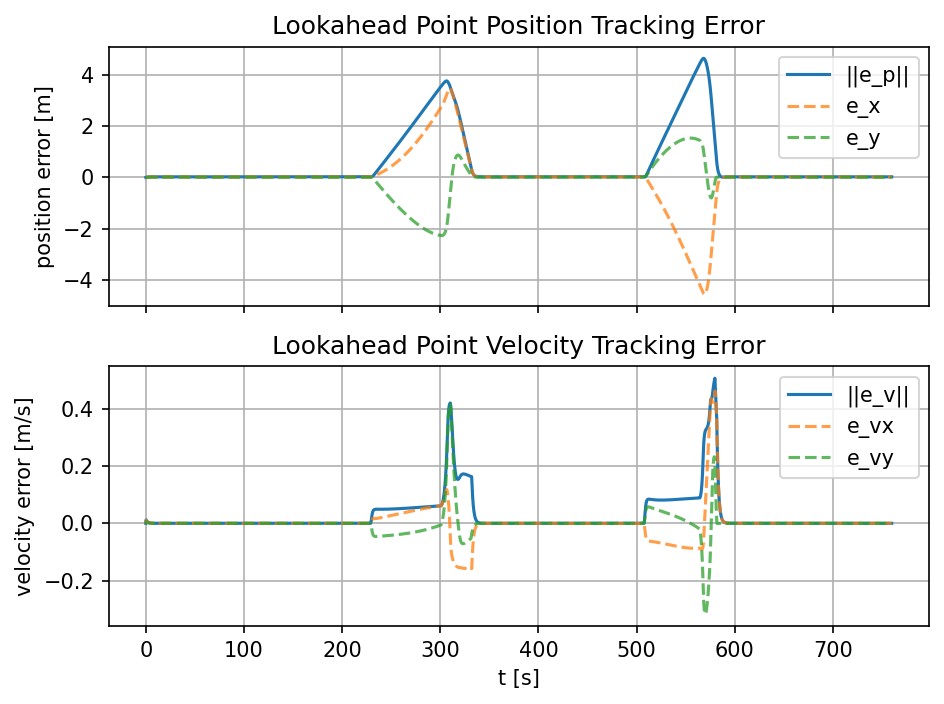 Lookahead Point Position Tracking Error
position error [m]
4
2
0
−2
−4
||e_p||
e_x
e_y
Lookahead Point Velocity Tracking Error
velocity error [m/s]
0.4
0.2
0.0
−0.2
||e_v||
e_vx
e_vy
0 100 200 300 400 500 600 700
t [s]